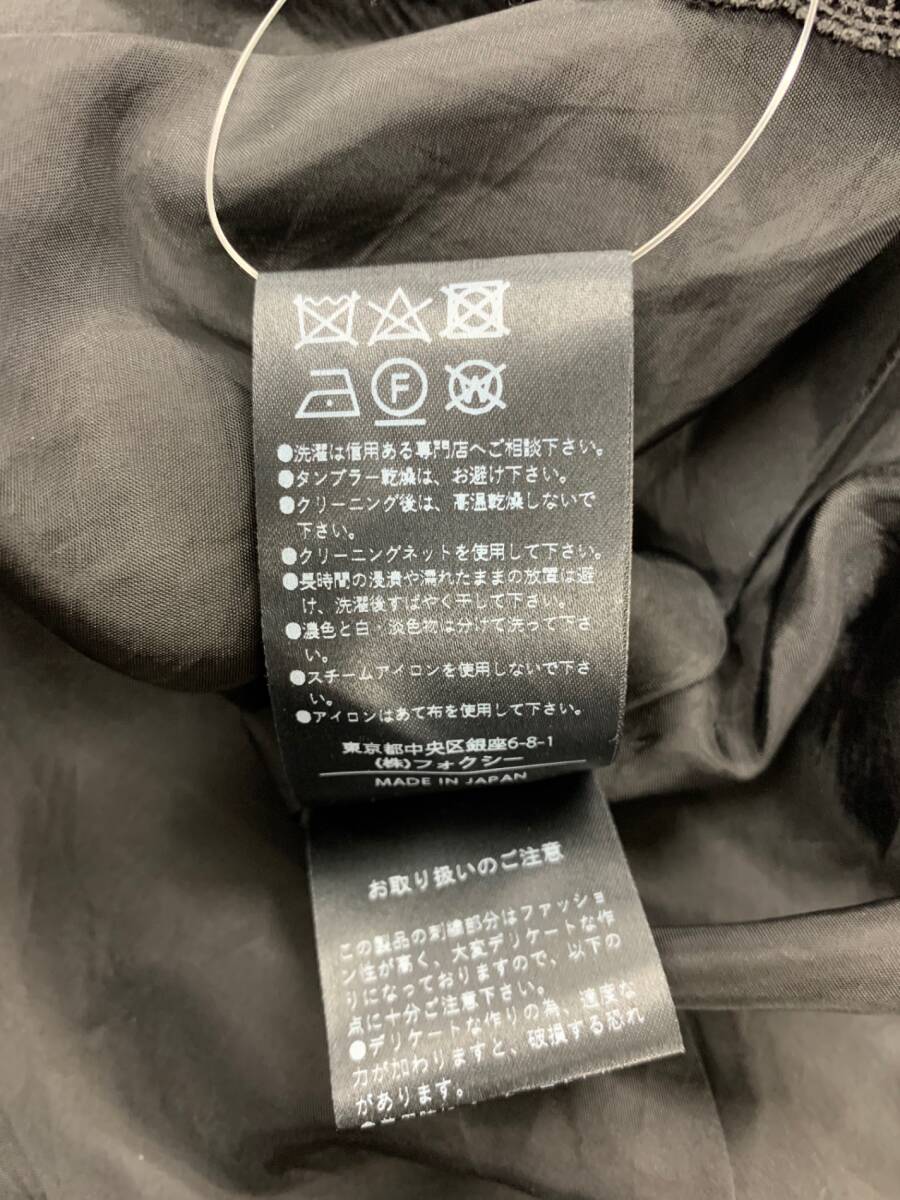 F
W
●洗濯は信用ある専門店へご相談下さい。
●タンブラー乾燥は、お避け下さい。
●クリーニング後は、高温乾燥しないで
下さい。
●クリーニングネットを使用して下さい。
●長時間の浸漬や濡れたままの放置は避
け、洗濯後すばやく干して下さい。
●濃色と白・淡色物は分けて洗って下さ
い。
●スチームアイロンを使用しないで下さ
い。
●アイロンはあて布を使用して下さい。
東京都中央区銀座6-8-1
(株)フォクシー
MADE IN JAPAN
お取り扱いのご注意
この製品の刺繍部分はファッショ
ン性が高く、大変デリケートな作
りになっておりますので、以下の
点に十分ご注意下さい。
●デリケートな作りの為、過度な
力が加わりますと、破損する恐れ
があります。